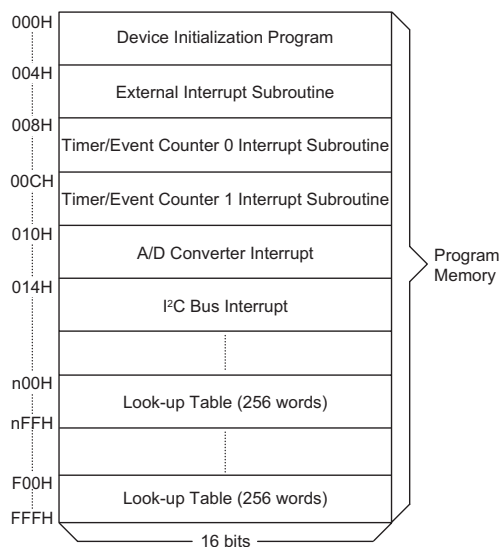 000H
Device Initialization Program
004H
External Interrupt Subroutine
008H
Timer/Event Counter 0 Interrupt Subroutine
00CH
Timer/Event Counter 1 Interrupt Subroutine
010H
A/D Converter Interrupt
014H
I²C Bus Interrupt
Program
Memory
n00H
Look-up Table (256 words)
nFFH
F00H
Look-up Table (256 words)
FFFH
16 bits